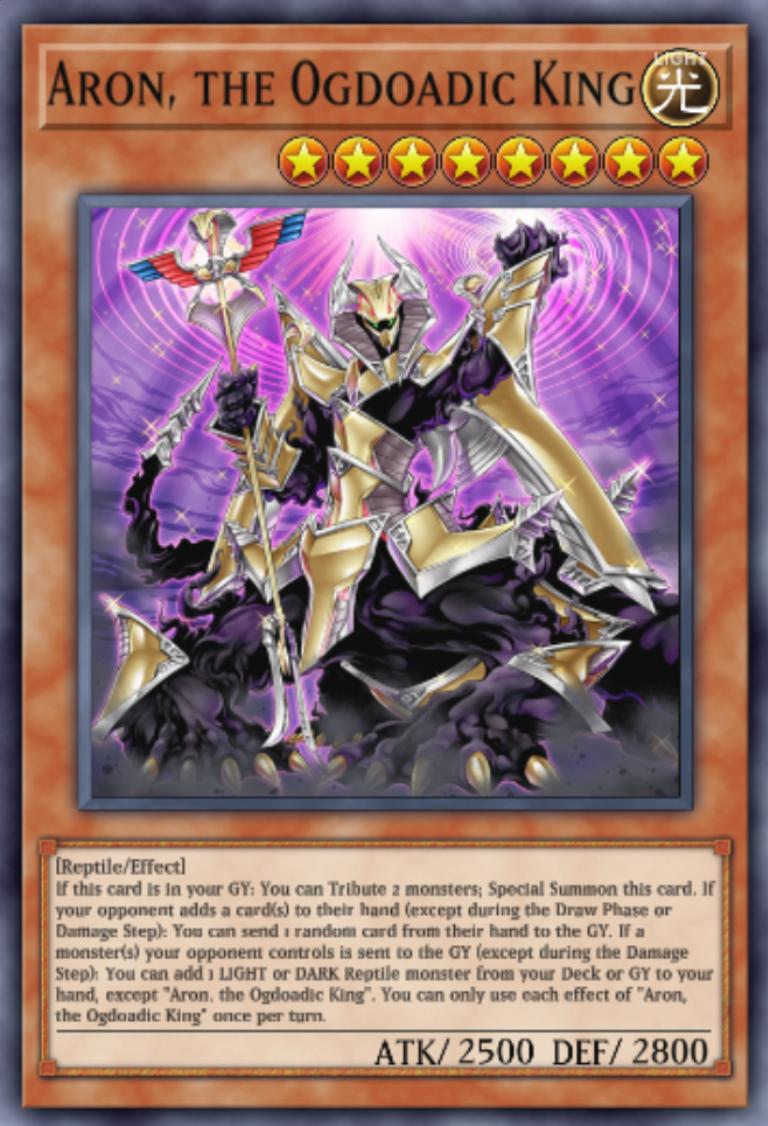 ARON, THE OGDOADIC KING
LIGHT
光
[Reptile/Effect]
If this card is in your GY: You can Tribute 2 monsters; Special Summon this card. If
your opponent adds a card(s) to their hand (except during the Draw Phase or
Damage Step): You can send 1 random card from their hand to the GY. If a
monster(s) your opponent controls is sent to the GY (except during the Damage
Step): You can add 1 LIGHT or DARK Reptile monster from your Deck or GY to your
hand, except "Aron, the Ogdoadic King". You can only use each effect of "Aron,
the Ogdoadic King" once per turn.
ATK/ 2500 DEF/ 2800